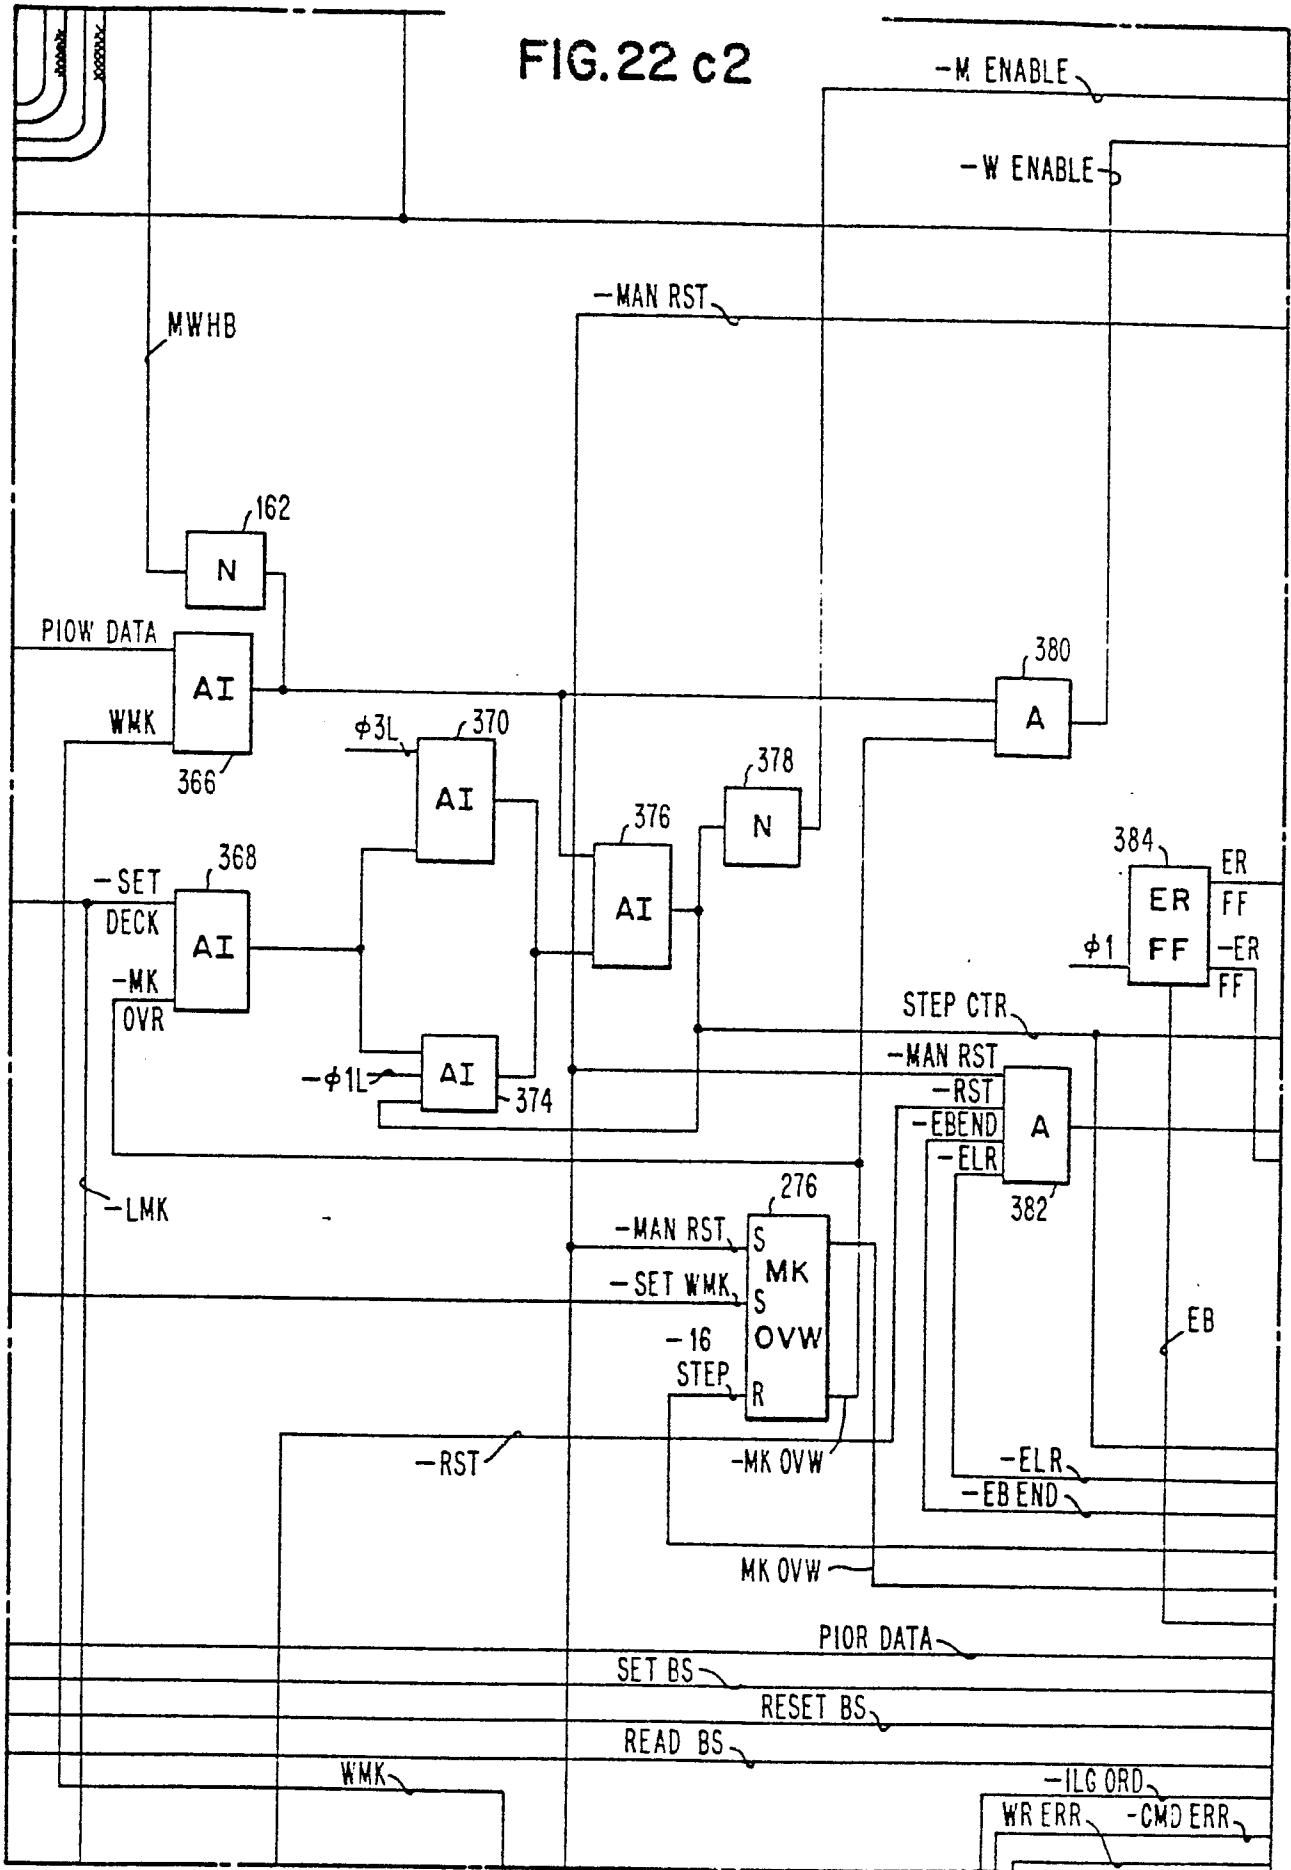 FIG.22 c2
-M ENABLE
-W ENABLE
-MAN RST
MWHB
162
N
PIOW DATA
AI
WMK
366
380
A
φ3L
370
AI
378
N
376
AI
384
ER
FF
ER
FF
-ER
FF
φ1
368
-SET
DECK
AI
-MK
OVR
STEP CTR
-MAN RST
-RST
-EBEND
-ELR
A
382
-φ1L
AI
374
-LMK
276
-MAN RST
S
MK
-SET WMK
S
OVW
-16
STEP
R
EB
-RST
-MK OVW
-ELR
-EB END
MK OVW
PIOR DATA
SET BS
RESET BS
READ BS
WMK
-ILG ORD
WR ERR
-CMD ERR